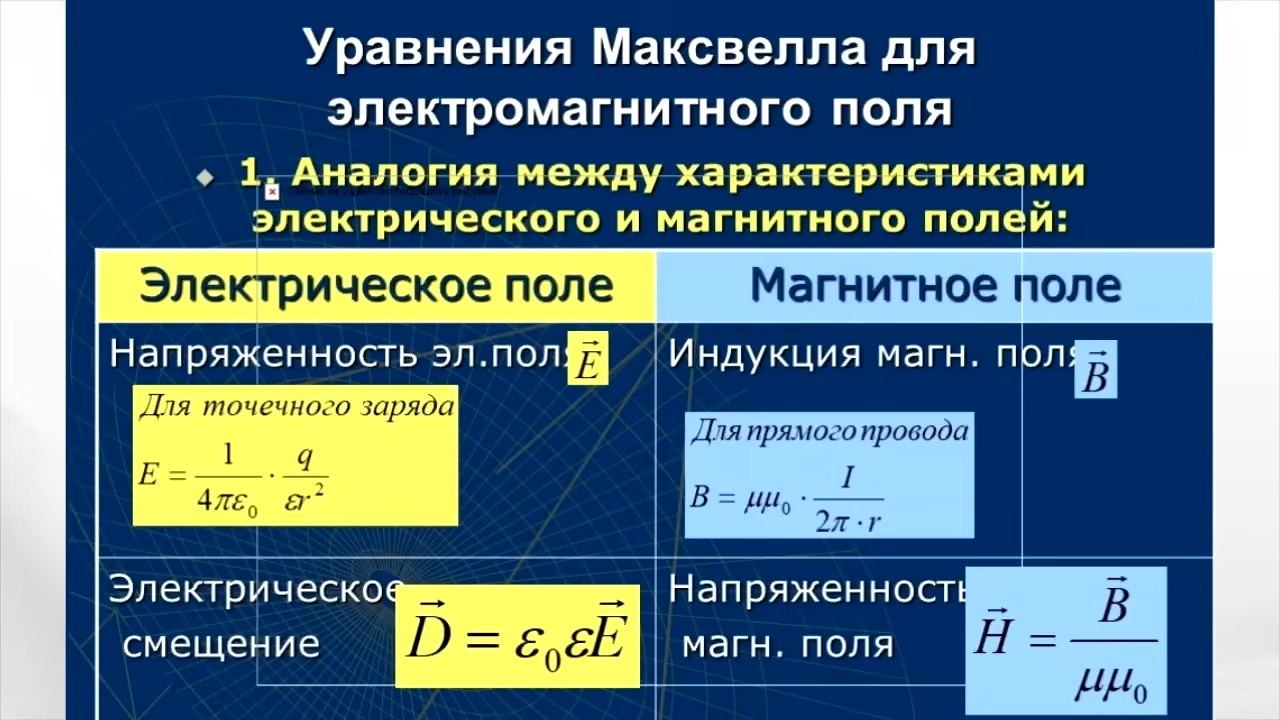 Уравнения Максвелла для
электромагнитного поля
1. Аналогия между характеристиками
электрического и магнитного полей:
Электрическое поле
Магнитное поле
Напряженность эл.поля E⃗
Для точечного заряда
E = 1/(4πε₀) · q/(εr²)
Индукция магн. поля B⃗
Для прямого провода
B = μμ₀ · I/(2π · r)
Электрическое
смещение
D⃗ = ε₀εE⃗
Напряженность
магн. поля
H⃗ = B⃗/(μμ₀)